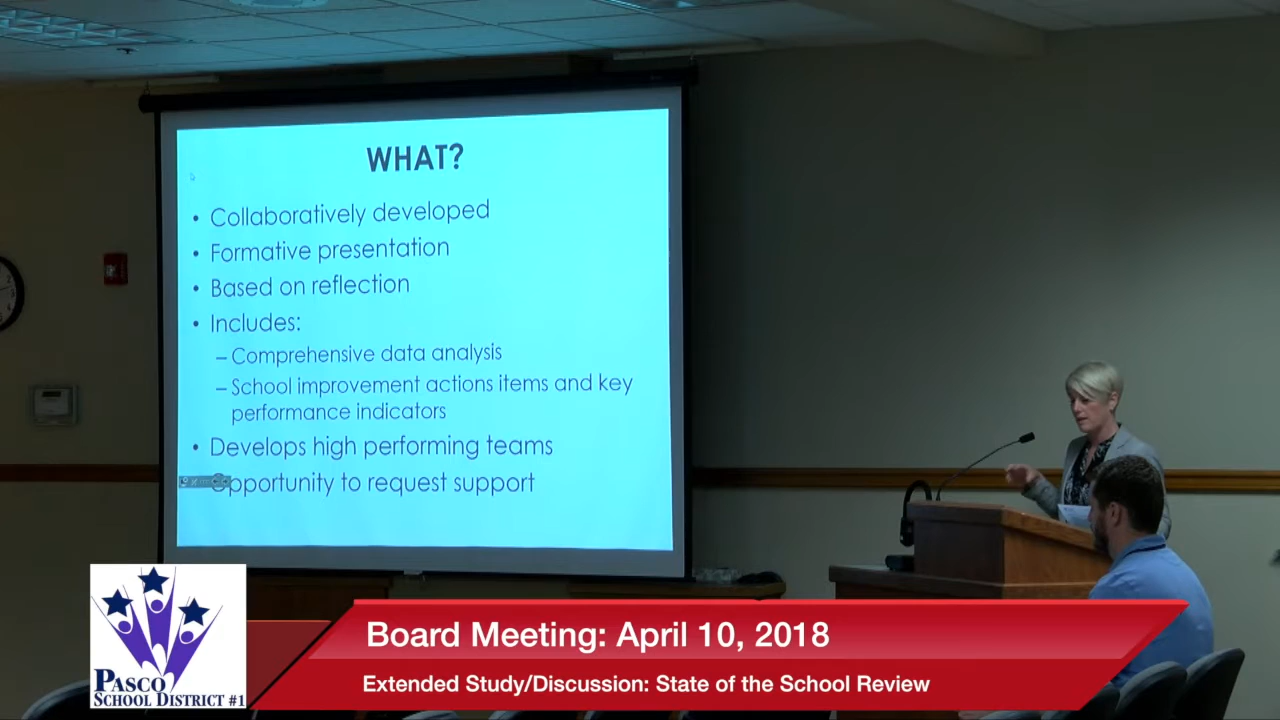 WHAT?
• Collaboratively developed
• Formative presentation
• Based on reflection
• Includes:
– Comprehensive data analysis
– School improvement actions items and key
performance indicators
• Develops high performing teams
• Opportunity to request support
Board Meeting: April 10, 2018
Extended Study/Discussion: State of the School Review
PASCO
SCHOOL DISTRICT #1